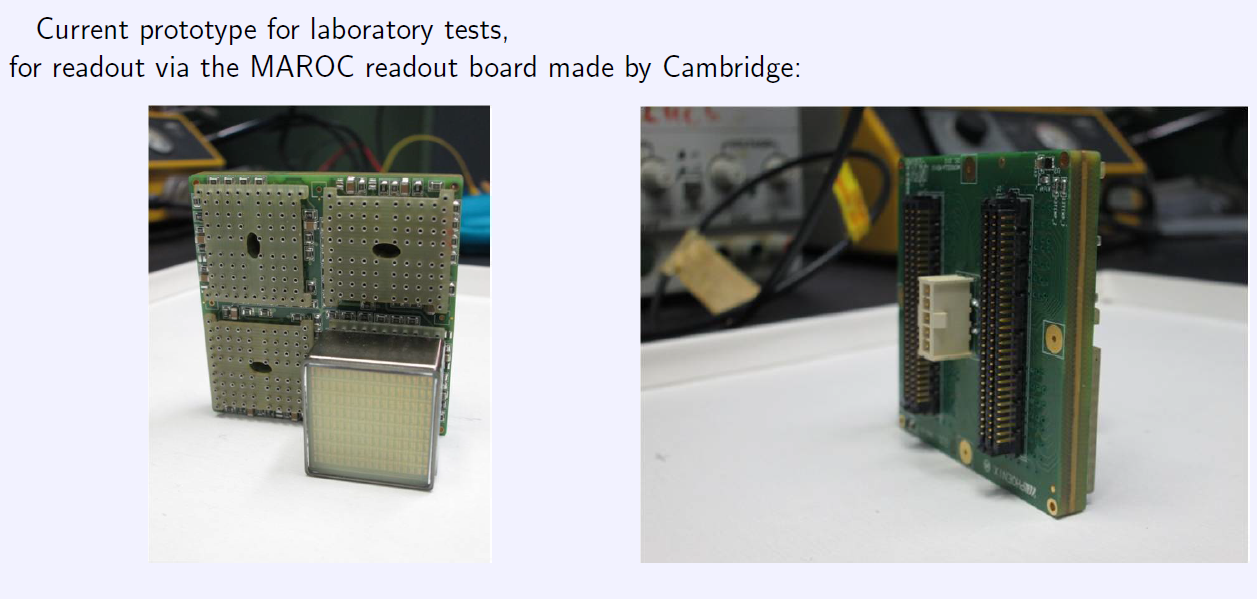 Current prototype for laboratory tests,
for readout via the MAROC readout board made by Cambridge: